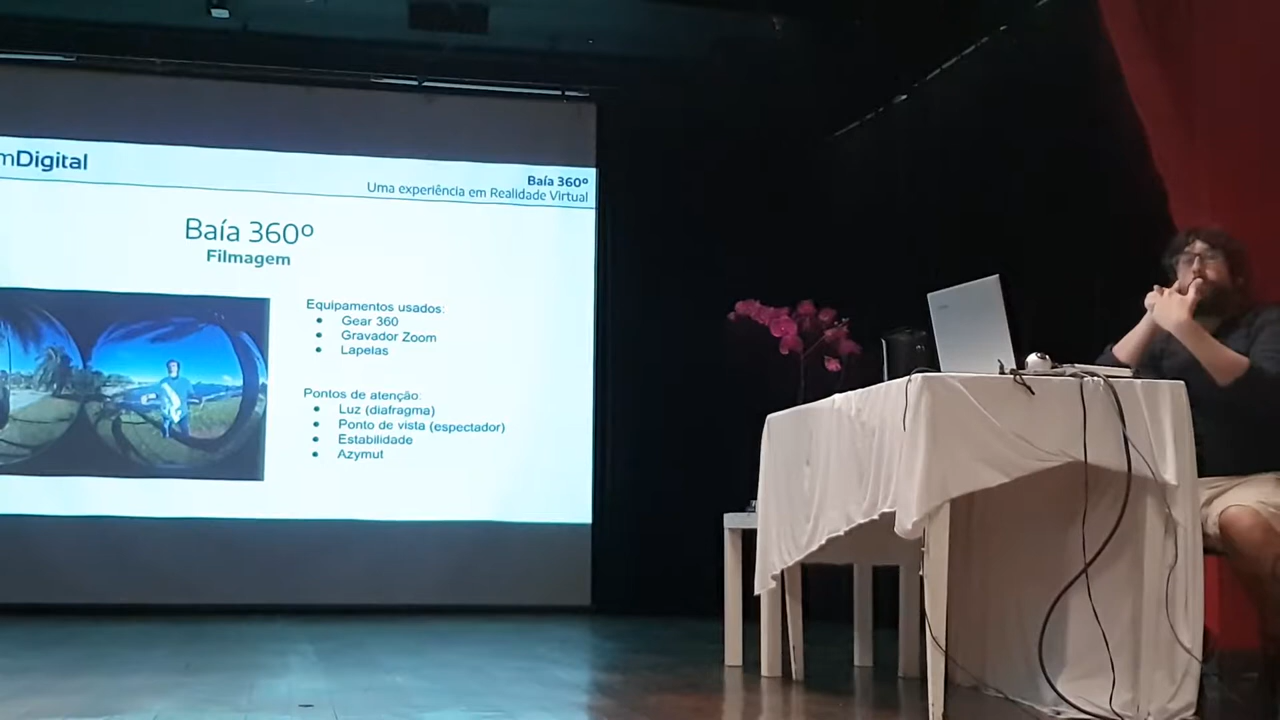 mDigital
Baía 360º
Uma experiência em Realidade Virtual
Baía 360º
Filmagem
Equipamentos usados:
• Gear 360
• Gravador Zoom
• Lapelas
Pontos de atenção:
• Luz (diafragma)
• Ponto de vista (espectador)
• Estabilidade
• Azymut